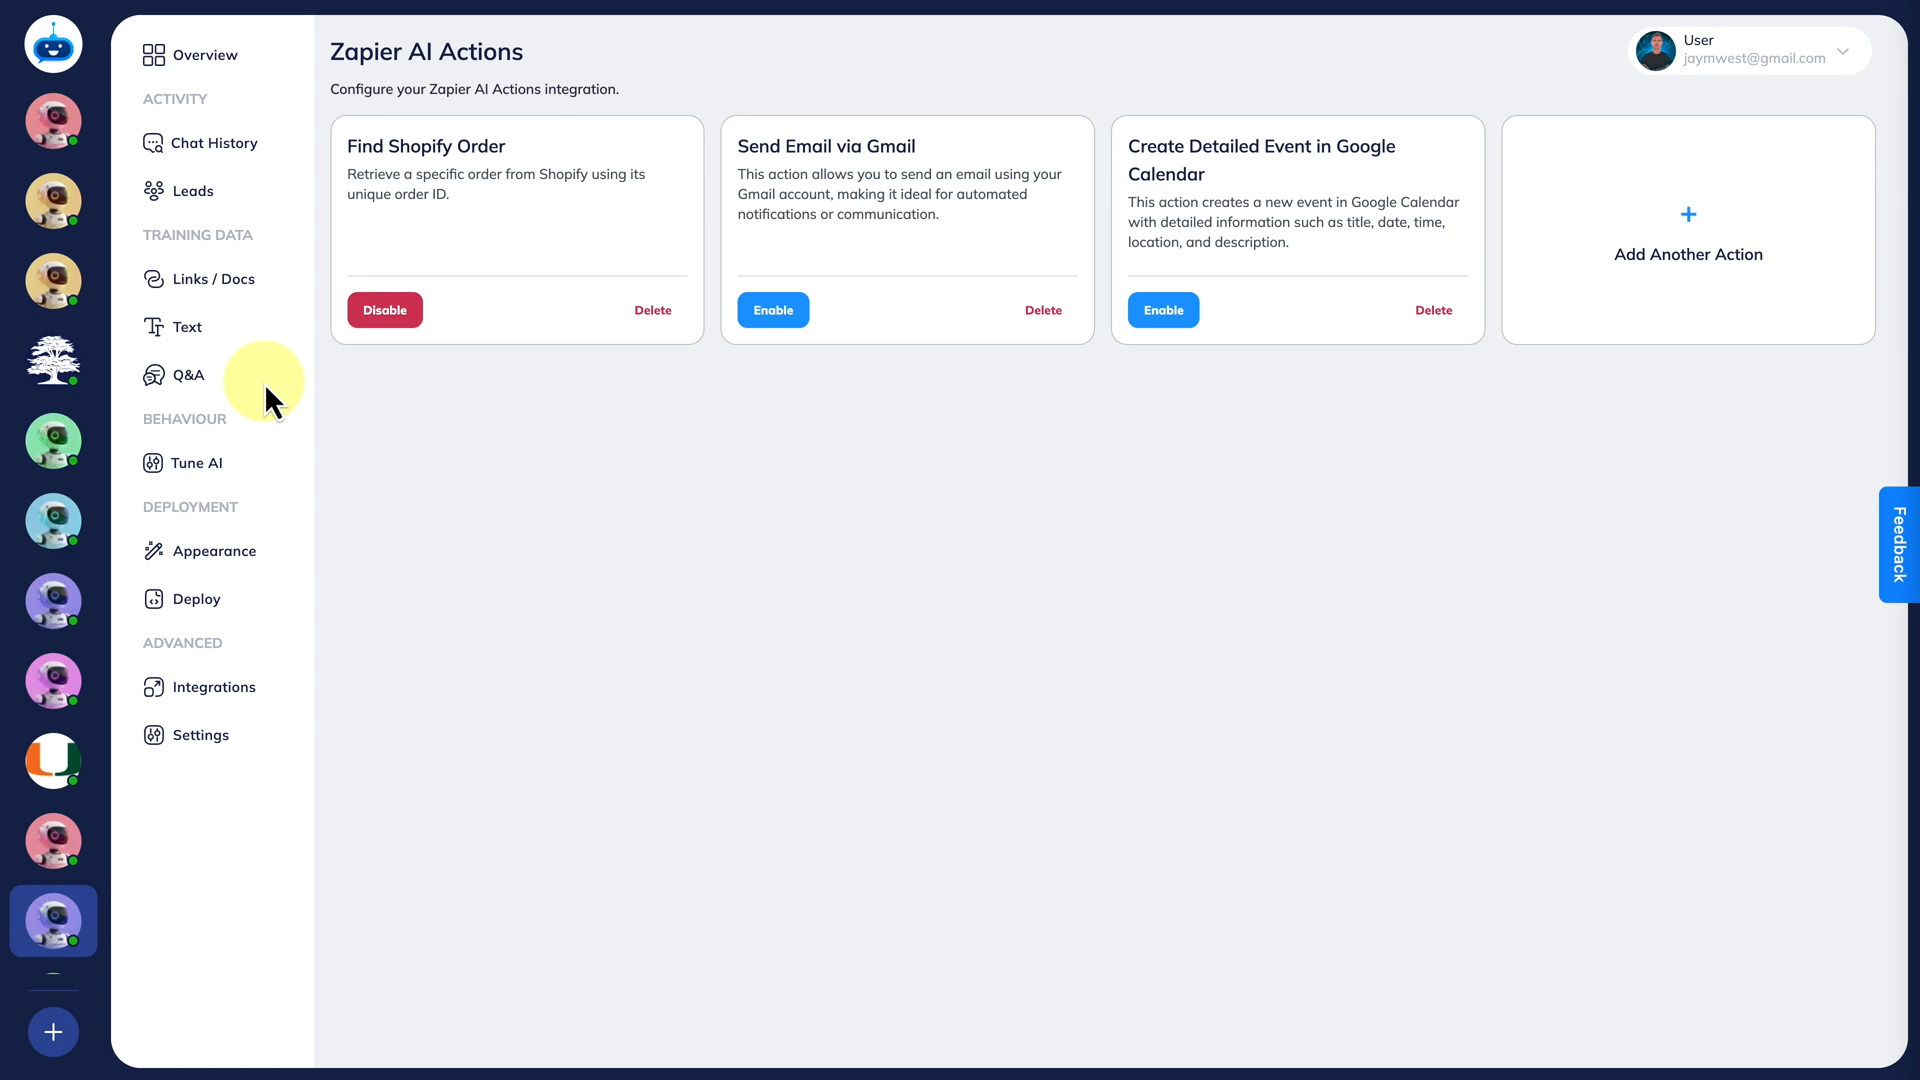 Overview
ACTIVITY
Chat History
Leads
TRAINING DATA
Links / Docs
Text
Q&A
BEHAVIOUR
Tune AI
DEPLOYMENT
Appearance
Deploy
ADVANCED
Integrations
Settings
Zapier AI Actions
Configure your Zapier AI Actions integration.
User
jaymwest@gmail.com
Find Shopify Order
Retrieve a specific order from Shopify using its
unique order ID.
Disable
Delete
Send Email via Gmail
This action allows you to send an email using your
Gmail account, making it ideal for automated
notifications or communication.
Enable
Delete
Create Detailed Event in Google
Calendar
This action creates a new event in Google Calendar
with detailed information such as title, date, time,
location, and description.
Enable
Delete
+
Add Another Action
Feedback